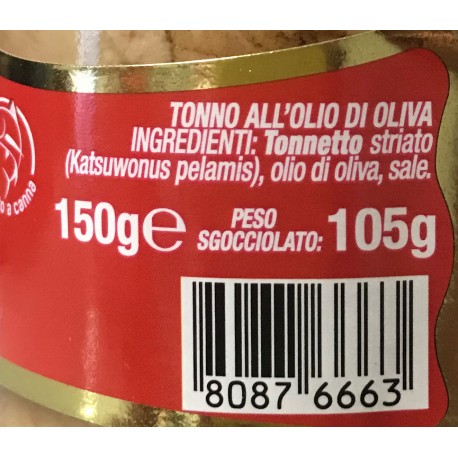 TONNO ALL'OLIO DI OLIVA
INGREDIENTI: Tonnetto striato
(Katsuwonus pelamis), olio di oliva, sale.
a canna
150g℮ PESO SGOCCIOLATO: 105g
8087 6663